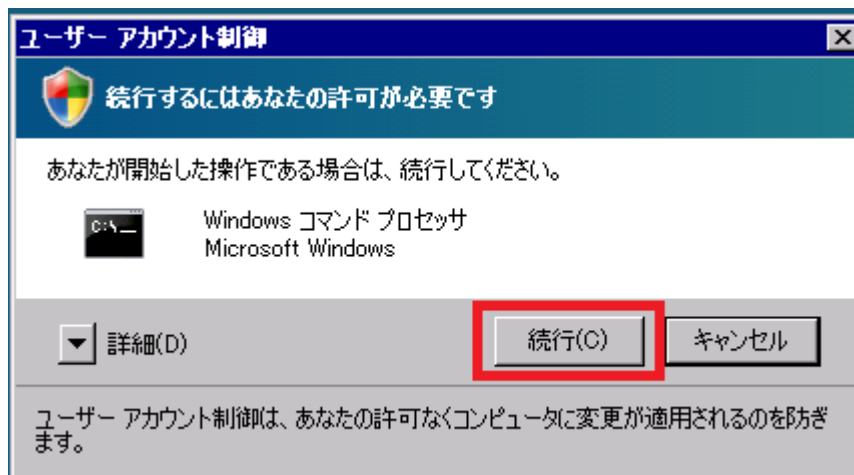 ユーザー アカウント制御
続行するにはあなたの許可が必要です
あなたが開始した操作である場合は、続行してください。
C:\_
Windows コマンド プロセッサ
Microsoft Windows
詳細(D)
続行(C)
キャンセル
ユーザー アカウント制御は、あなたの許可なくコンピュータに変更が適用されるのを防ぎ
ます。